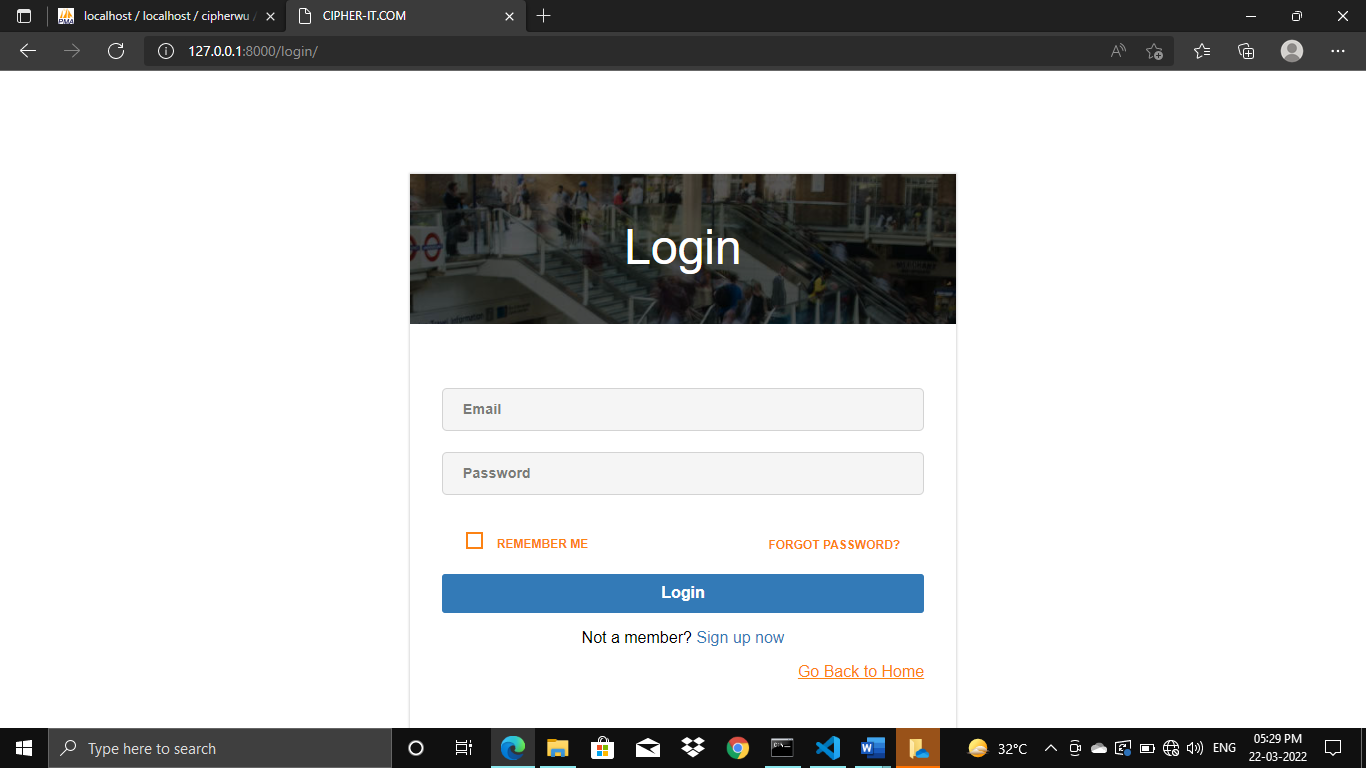 localhost / localhost / cipherwu
CIPHER-IT.COM
127.0.0.1:8000/login/
Login
Email
Password
REMEMBER ME
FORGOT PASSWORD?
Login
Not a member? Sign up now
Go Back to Home
Type here to search
32°C
ENG
05:29 PM
22-03-2022